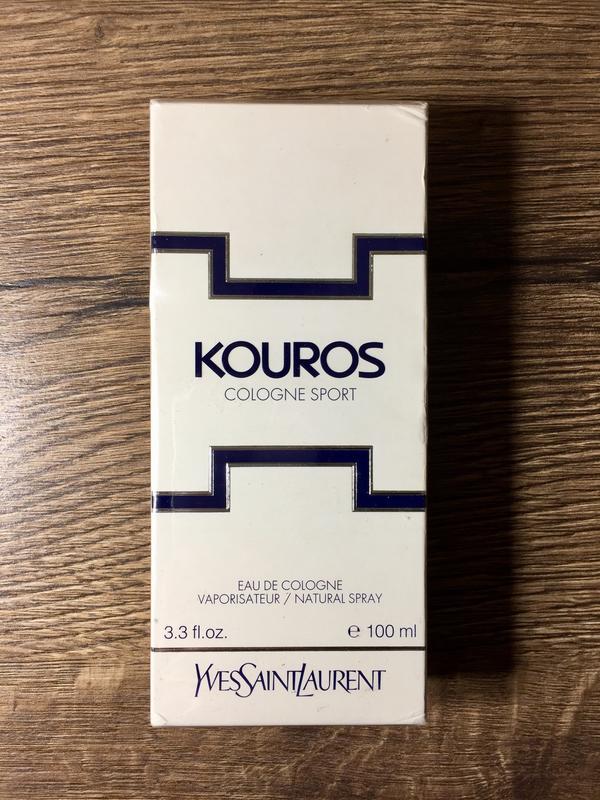 KOUROS
COLOGNE SPORT
EAU DE COLOGNE
VAPORISATEUR / NATURAL SPRAY
3.3 fl.oz. ℮ 100 ml
YVESSAINTLAURENT